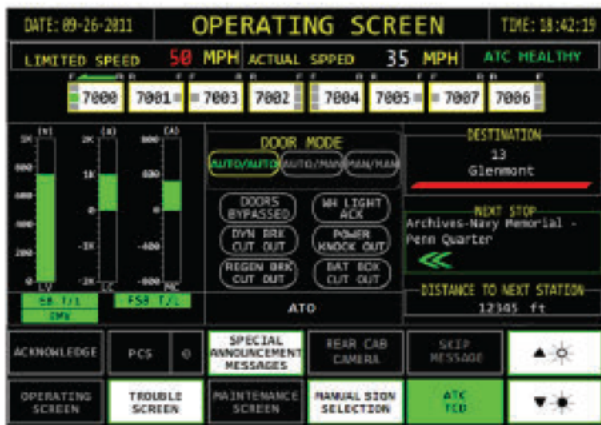 DATE: 09-26-2011 OPERATING SCREEN TIME: 18:42:19
LIMITED SPEED 50 MPH ACTUAL SPPED 35 MPH ATC HEALTHY
7000 7001 7003 7002 7004 7005 7007 7006
(V) (A) (A)
DOOR MODE
AUTO/AUTO AUTO/MAN MAN/MAN
DOORS BYPASSED
WH LIGHT ACK
DYN BRK CUT OUT
POWER KNOCK OUT
REGEN BRK CUT OUT
BAT BOX CUT OUT
ATO
DESTINATION
13
Glenmont
NEXT STOP
Archives-Navy Memorial -
Penn Quarter
DISTANCE TO NEXT STATION
12345 ft
LV LC MC
SB T/L FSB T/L
ACKNOWLEDGE
PCS 0
SPECIAL
ANNOUNCEMENT
MESSAGES
REAR CAB
CAMERA
SKIP
MESSAGE
OPERATING
SCREEN
TROUBLE
SCREEN
MAINTENANCE
SCREEN
MANUAL SIGN
SELECTION
ATC
TCD